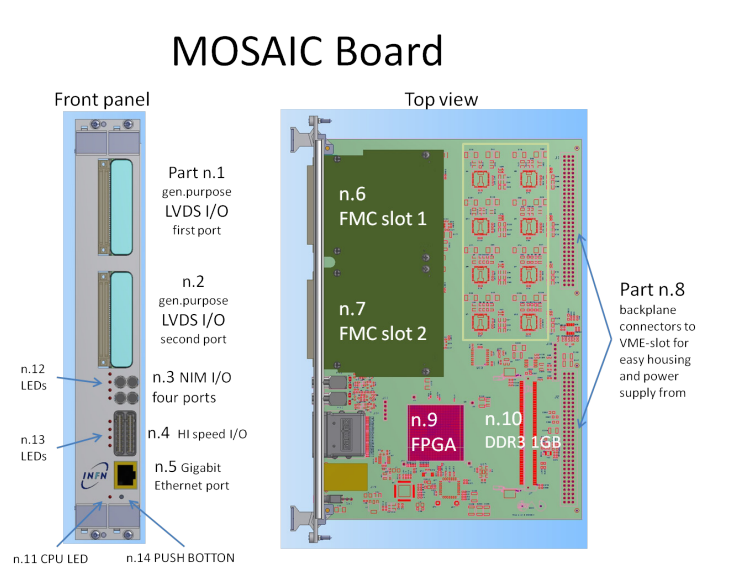 MOSAIC Board
Front panel
Top view
Part n.1
gen.purpose
LVDS I/O
first port
n.2
gen.purpose
LVDS I/O
second port
n.12
LEDs
n.3 NIM I/O
four ports
n.13
LEDs
n.4 HI speed I/O
n.5 Gigabit
Ethernet port
INFN
n.11 CPU LED
n.14 PUSH BOTTON
n.6
FMC slot 1
n.7
FMC slot 2
n.9
FPGA
n.10
DDR3 1GB
Part n.8
backplane
connectors to
VME-slot for
easy housing
and power
supply from